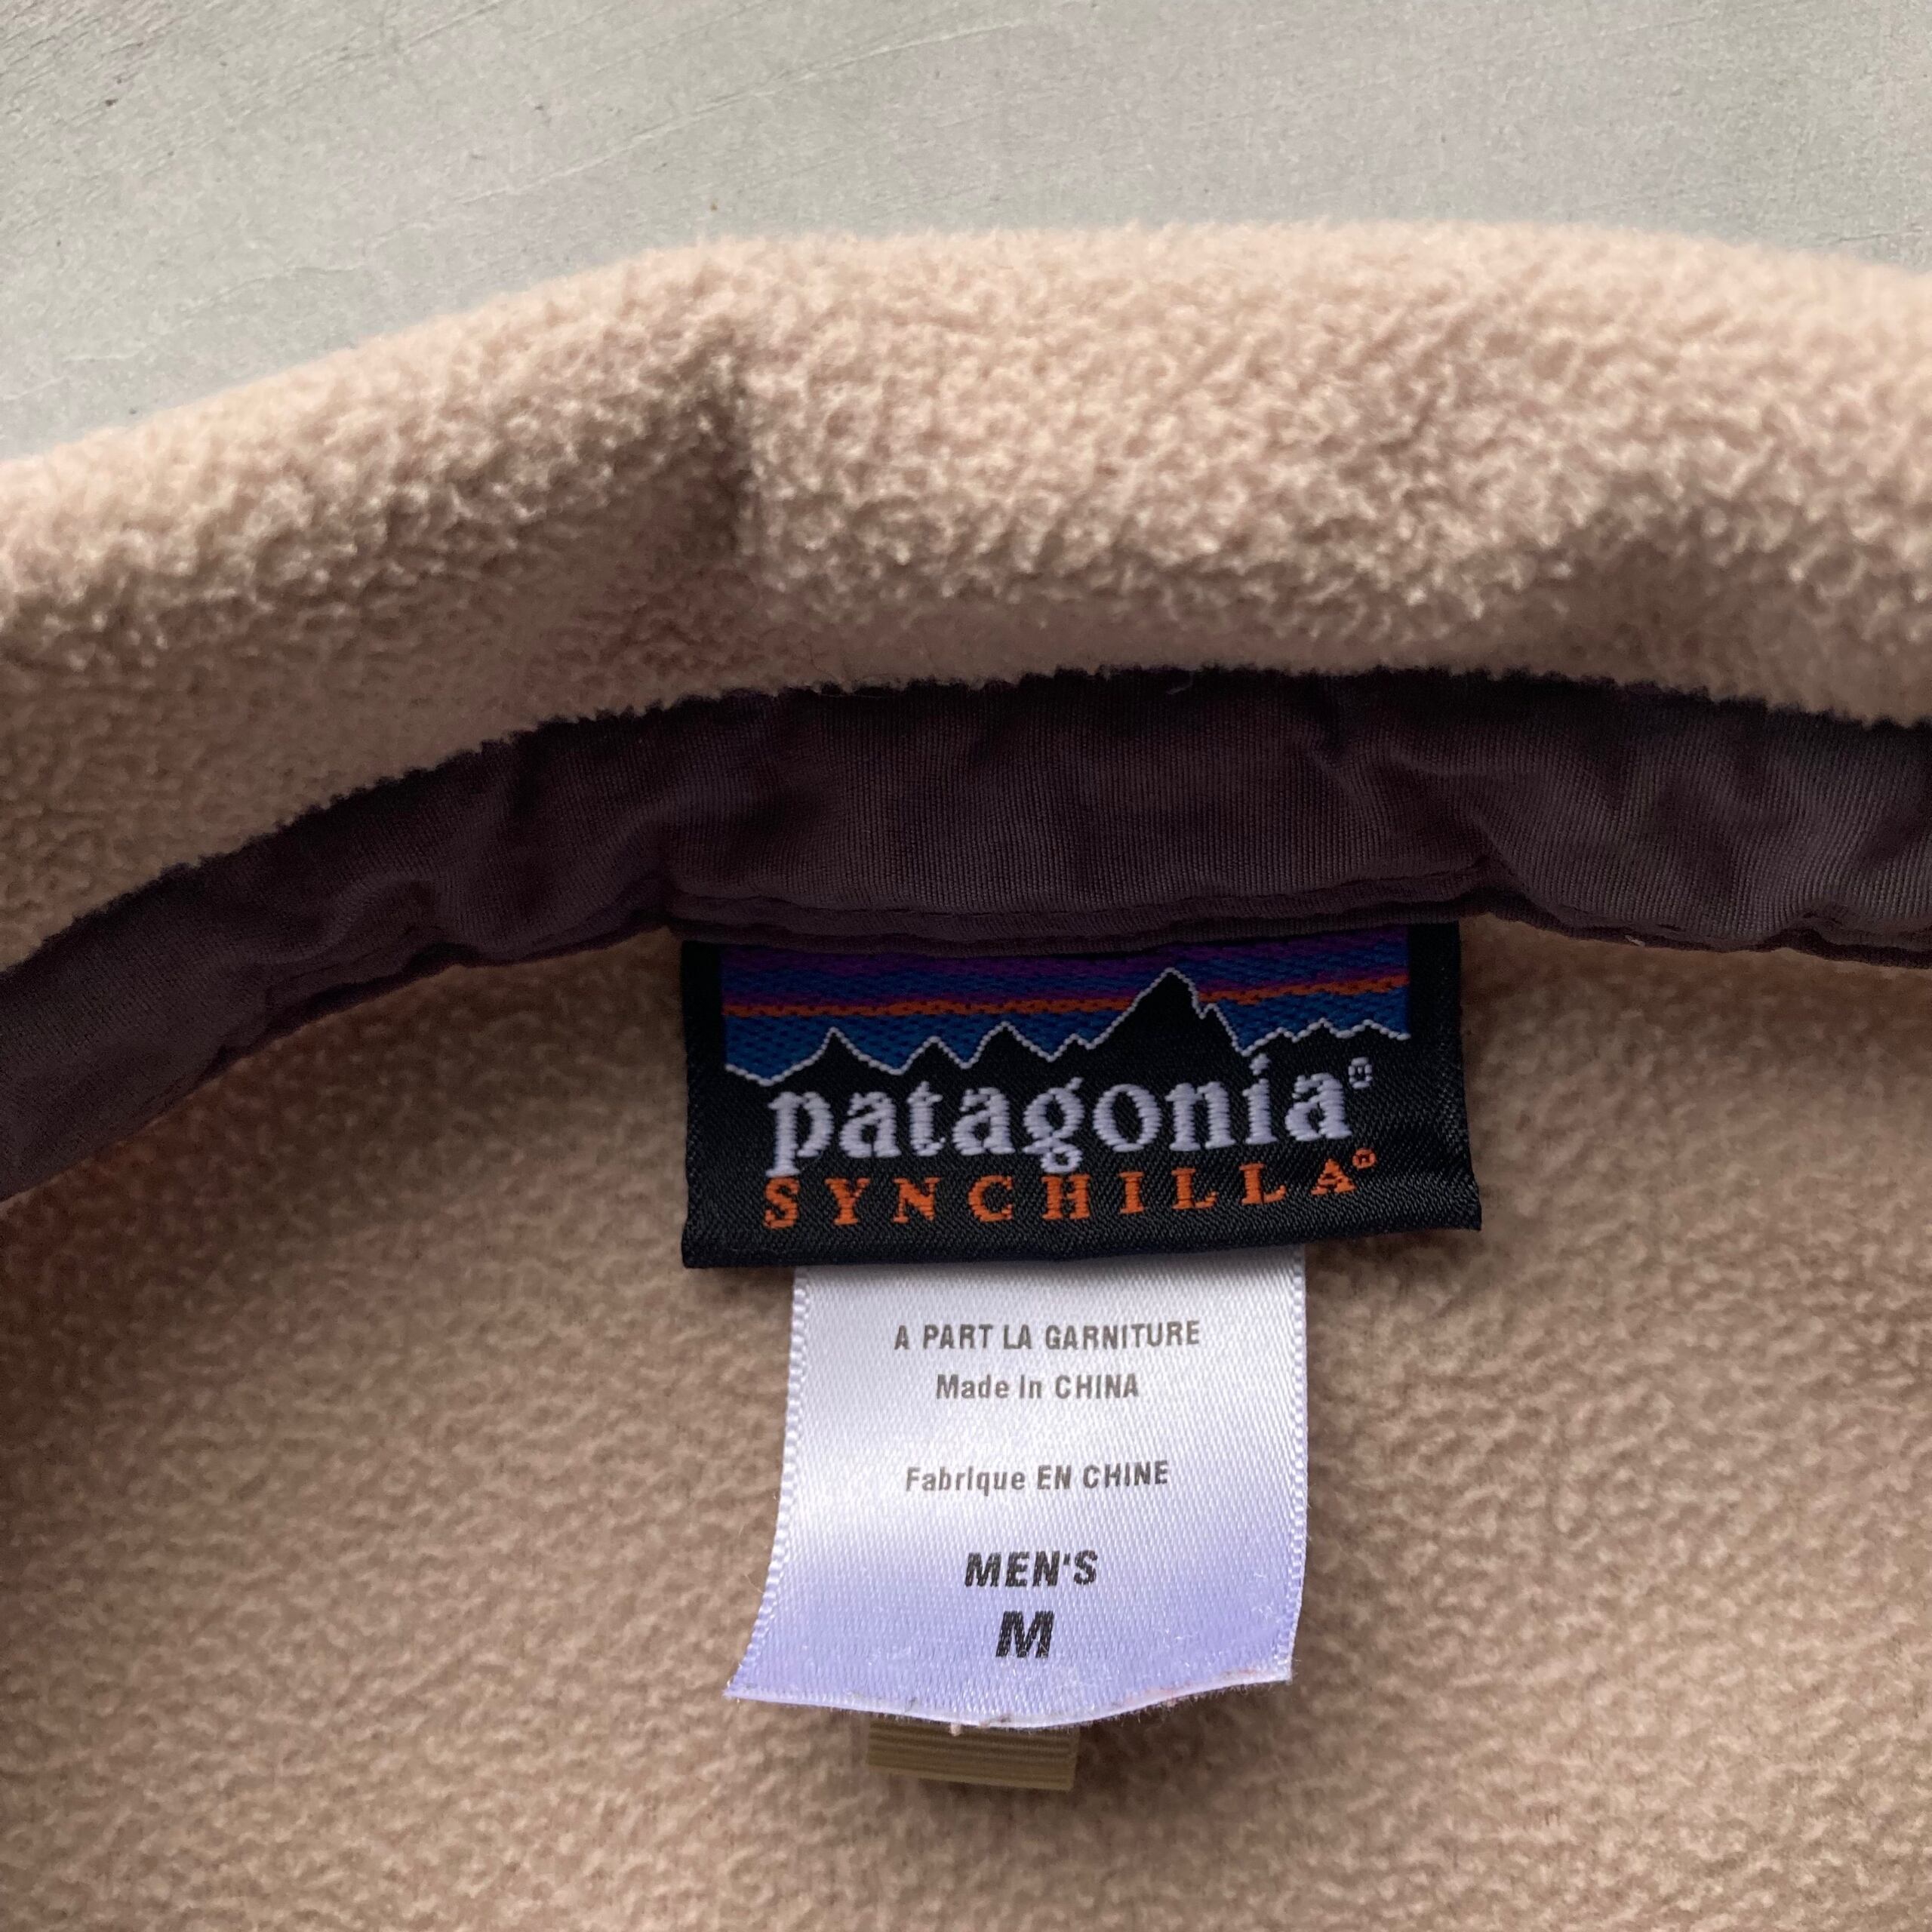 patagonia®
SYNCHILLA®
A PART LA GARNITURE
Made in CHINA
Fabrique EN CHINE
MEN'S
M